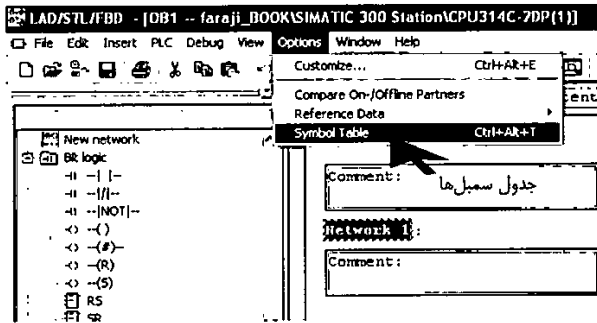 LAD/STL/FBD - [OB1 -- faraji_BOOK\SIMATIC 300 Station\CPU314C-2DP(1)]
File Edit Insert PLC Debug View Options Window Help
Customize... Ctrl+Alt+E
Compare On-/Offline Partners
Reference Data
Symbol Table Ctrl+Alt+T
New network
Bit logic
--| |--
--|/|--
--|NOT|--
--( )
--(#)--
--(R)
--(S)
RS
SR
Comment:
جدول سمبل‌ها
Network 1:
Comment: